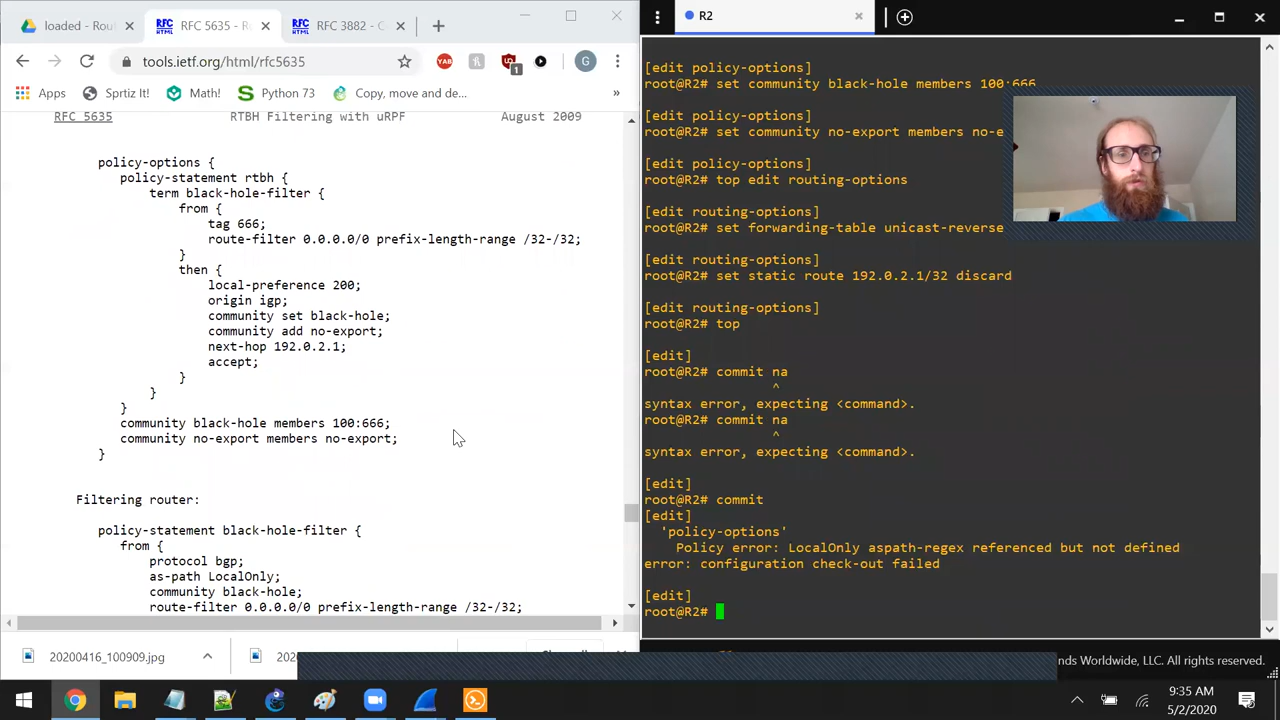 loaded - Rout
RFC 5635 - R
RFC 3882 - C
tools.ietf.org/html/rfc5635
YAB
1
G
Apps
Sprtiz It!
Math!
Python 73
Copy, move and de...
»
RFC 5635 RTBH Filtering with uRPF August 2009
policy-options {
policy-statement rtbh {
term black-hole-filter {
from {
tag 666;
route-filter 0.0.0.0/0 prefix-length-range /32-/32;
}
then {
local-preference 200;
origin igp;
community set black-hole;
community add no-export;
next-hop 192.0.2.1;
accept;
}
}
}
community black-hole members 100:666;
community no-export members no-export;
}
Filtering router:
policy-statement black-hole-filter {
from {
protocol bgp;
as-path LocalOnly;
community black-hole;
route-filter 0.0.0.0/0 prefix-length-range /32-/32;
20200416_100909.jpg
R2
[edit policy-options]
root@R2# set community black-hole members 100:666
[edit policy-options]
root@R2# set community no-export members no-e
[edit policy-options]
root@R2# top edit routing-options
[edit routing-options]
root@R2# set forwarding-table unicast-reverse
[edit routing-options]
root@R2# set static route 192.0.2.1/32 discard
[edit routing-options]
root@R2# top
[edit]
root@R2# commit na
^
syntax error, expecting <command>.
root@R2# commit na
^
syntax error, expecting <command>.
[edit]
root@R2# commit
[edit]
'policy-options'
Policy error: LocalOnly aspath-regex referenced but not defined
error: configuration check-out failed
[edit]
root@R2#
nds Worldwide, LLC. All rights reserved.
9:35 AM
5/2/2020